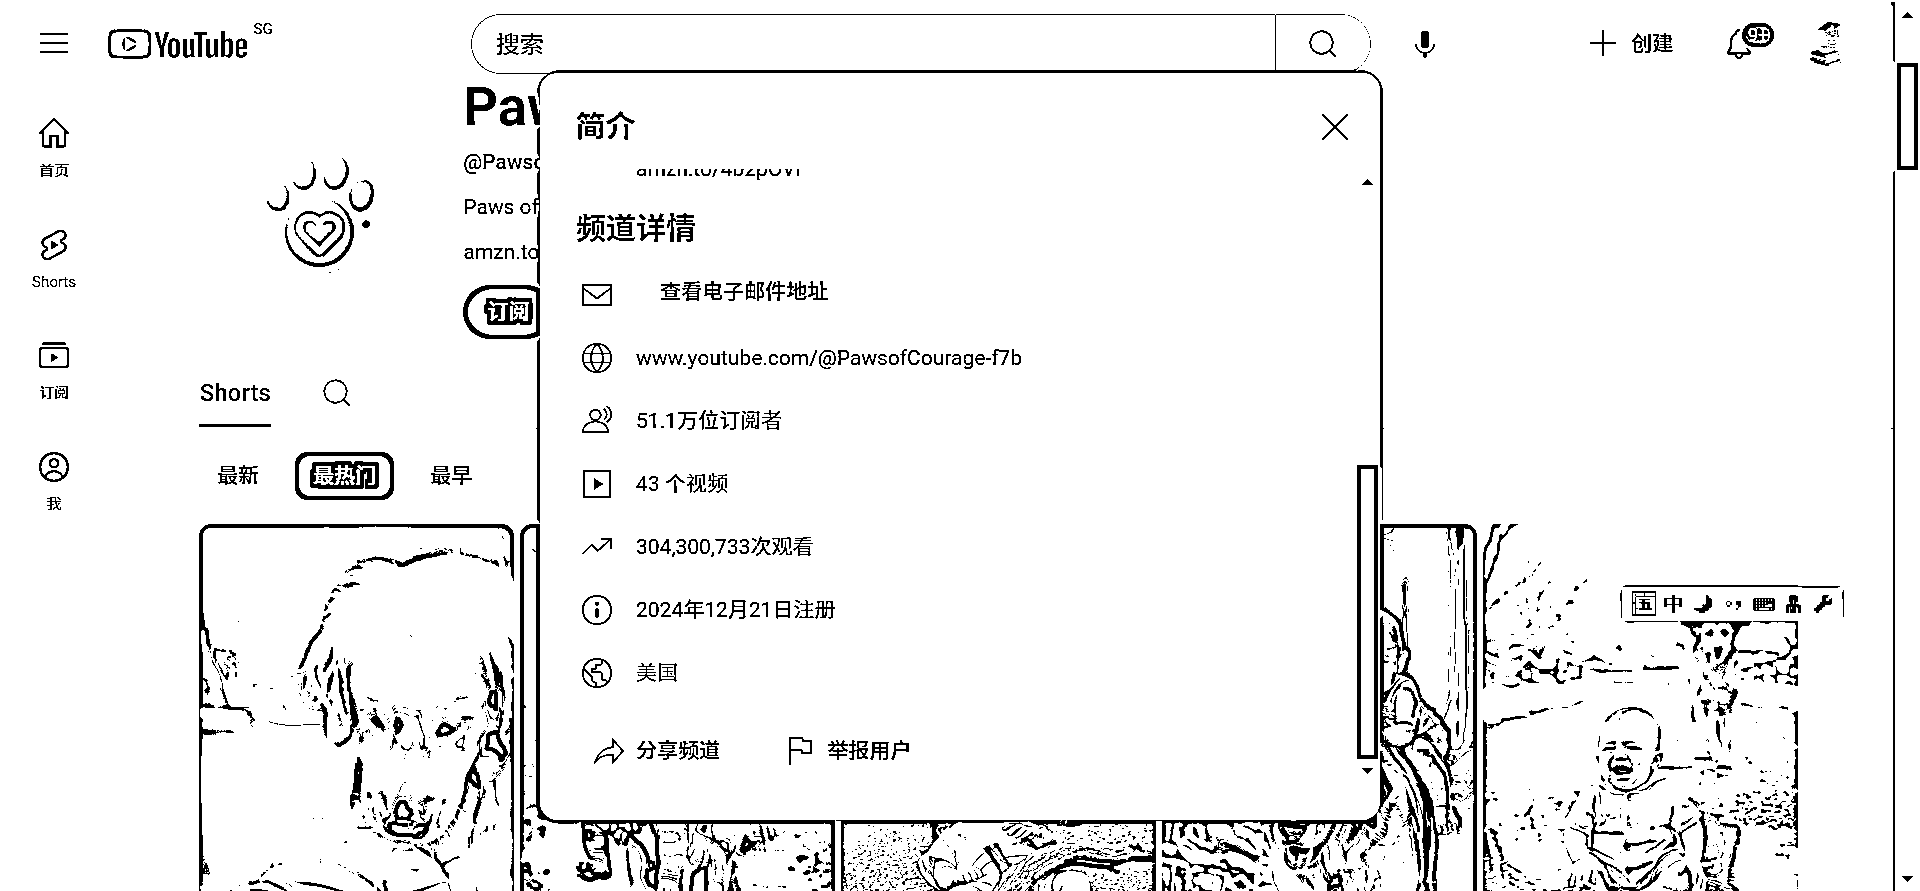 YouTube SG
搜索
创建
9+
首页
Shorts
订阅
我
Paw
@Pawso
Paws of
amzn.to
订阅
Shorts
最新
最热门
最早
简介
频道详情
查看电子邮件地址
www.youtube.com/@PawsofCourage-f7b
51.1万位订阅者
43 个视频
304,300,733次观看
2024年12月21日注册
美国
分享频道
举报用户
五 中